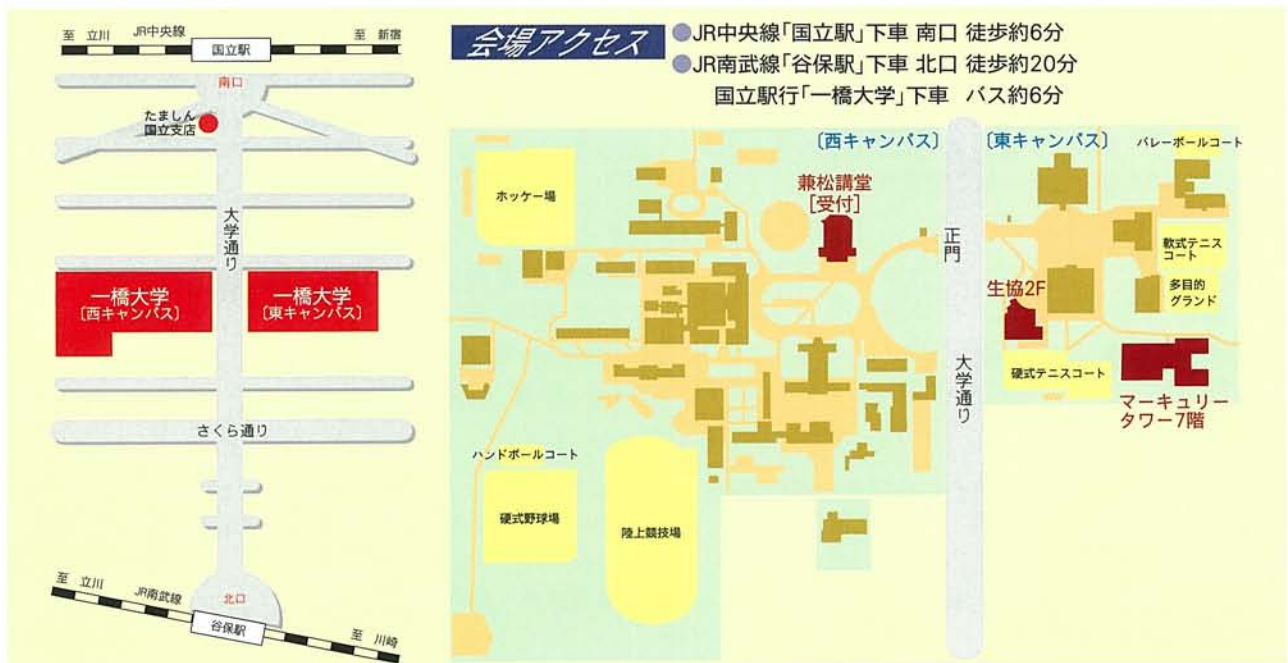 至 立川
JR中央線
至 新宿
国立駅
南口
たましん
国立支店
大学通り
一橋大学
〔西キャンパス〕
一橋大学
〔東キャンパス〕
さくら通り
至 立川
JR南武線
北口
谷保駅
至 川崎
会場アクセス
●JR中央線「国立駅」下車 南口 徒歩約6分
●JR南武線「谷保駅」下車 北口 徒歩約20分
国立駅行「一橋大学」下車 バス約6分
〔西キャンパス〕
〔東キャンパス〕
バレーボールコート
ホッケー場
兼松講堂
[受付]
正門
軟式テニス
コート
生協2F
多目的
グランド
大学通り
硬式テニスコート
マーキュリー
タワー7階
ハンドボールコート
硬式野球場
陸上競技場